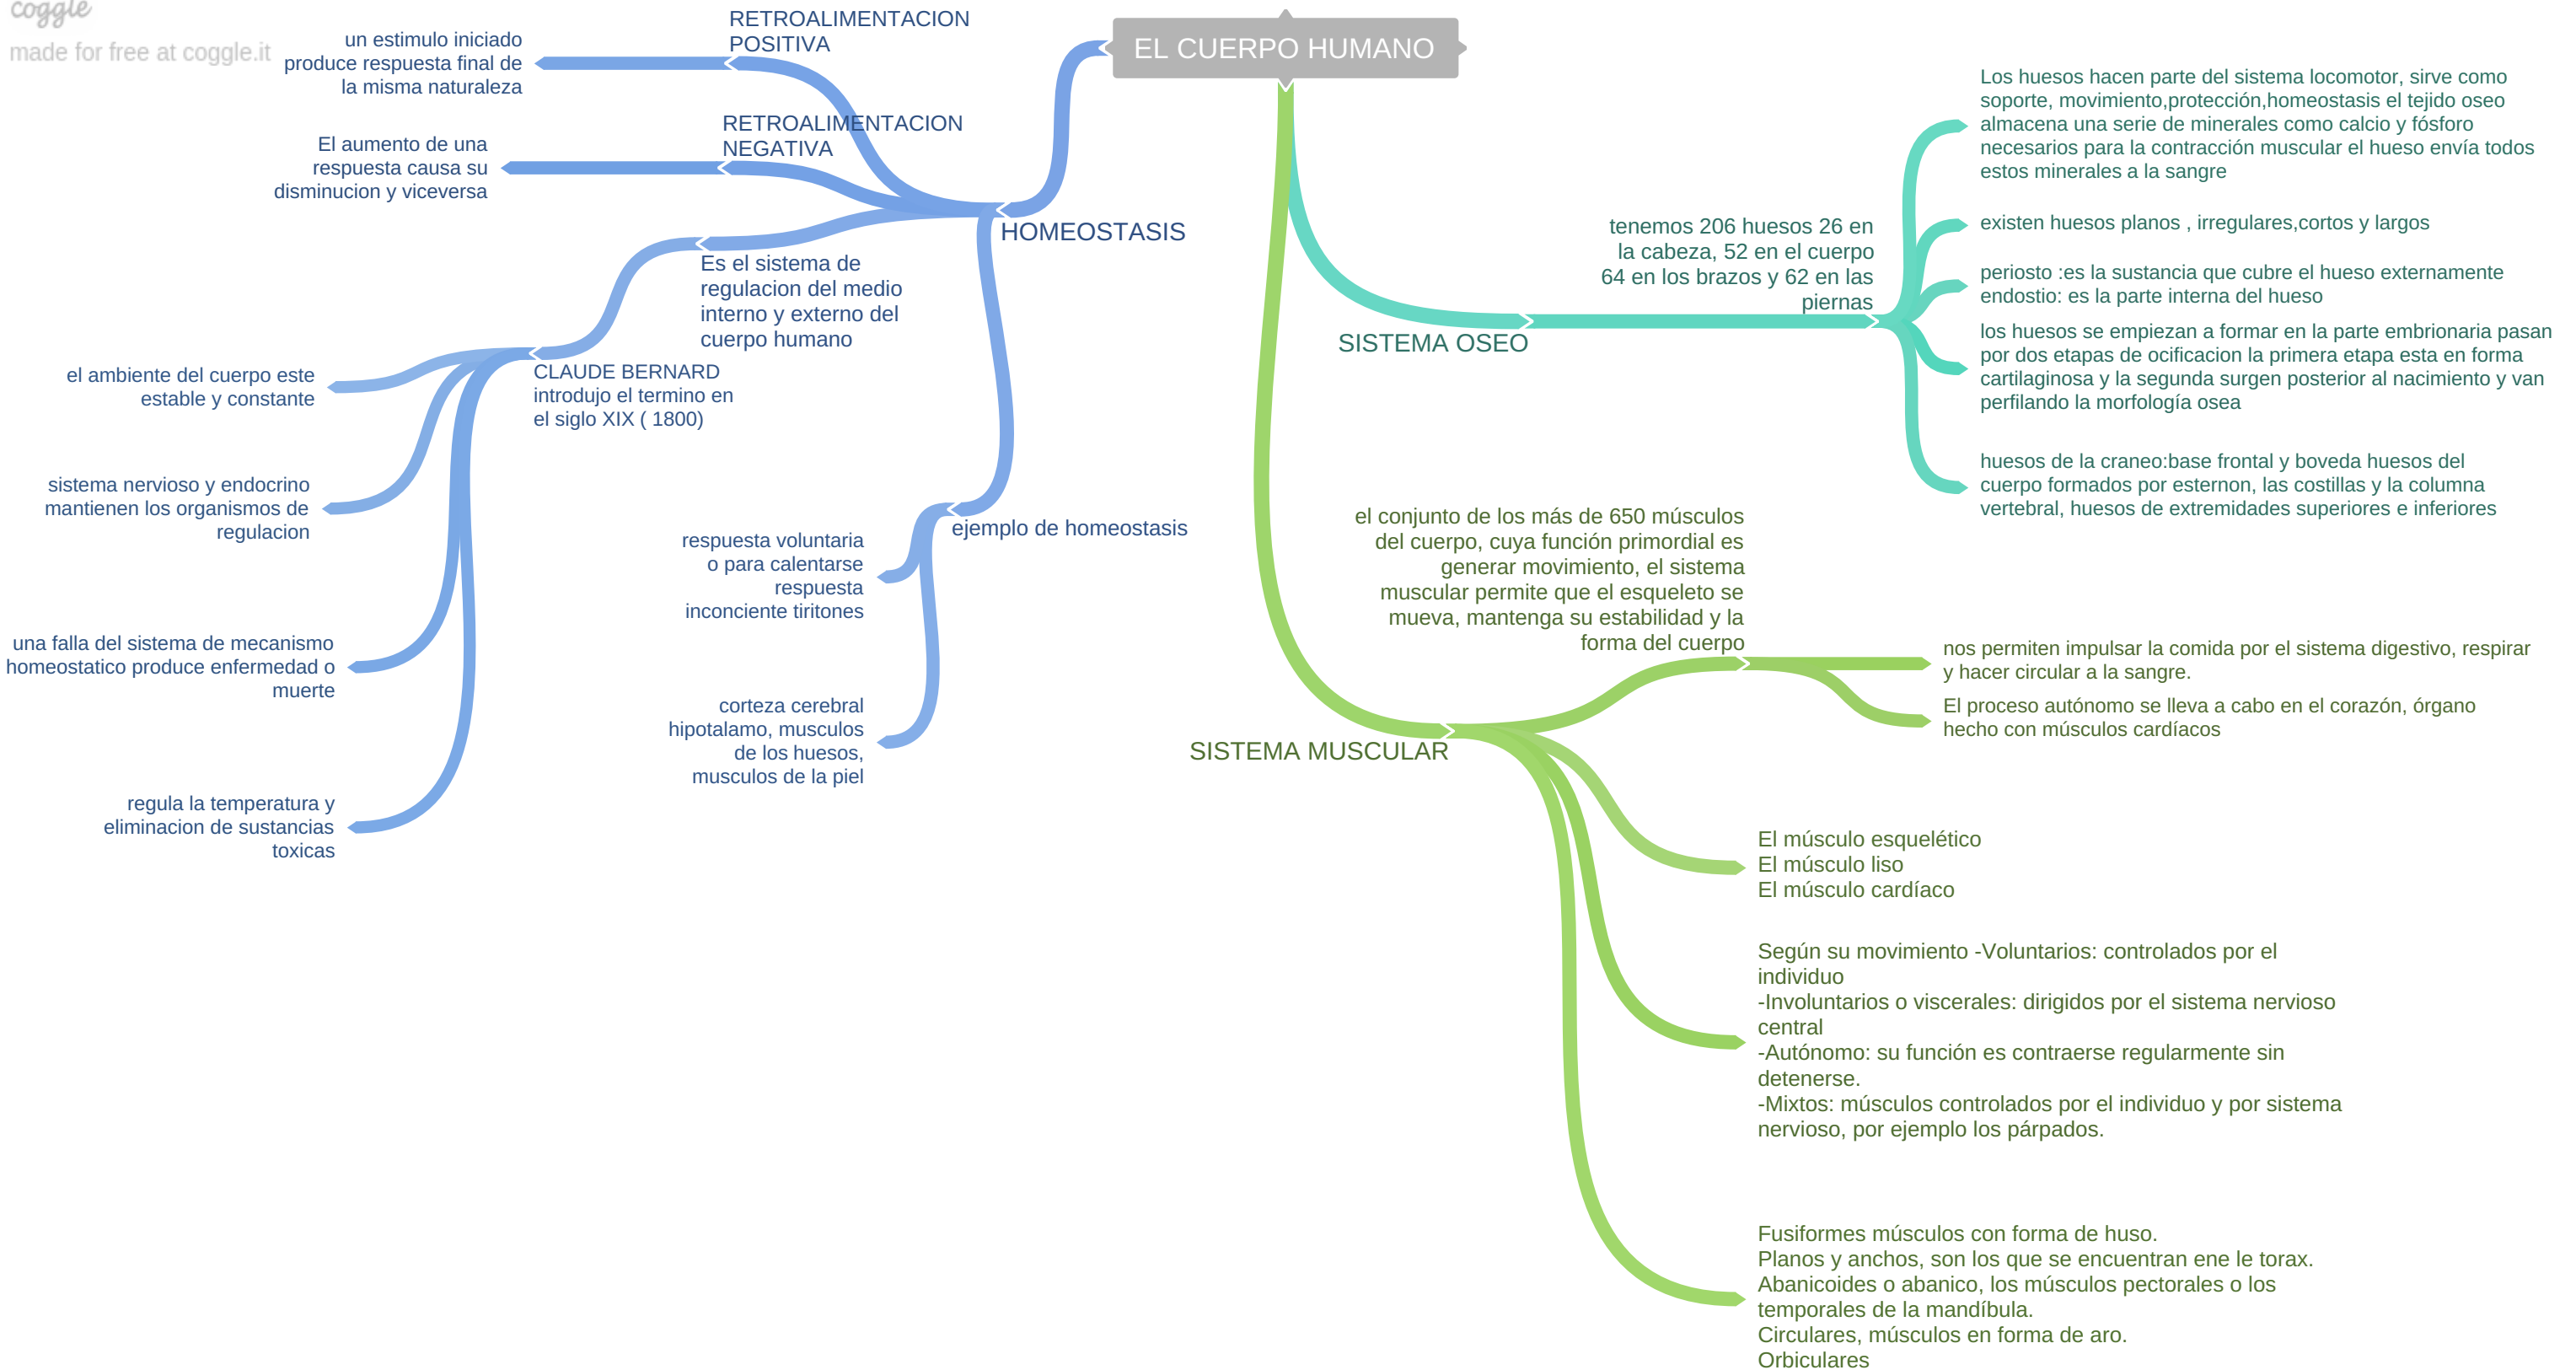 coggle
made for free at coggle.it
EL CUERPO HUMANO
RETROALIMENTACION
POSITIVA
un estimulo iniciado
produce respuesta final de
la misma naturaleza
RETROALIMENTACION
NEGATIVA
El aumento de una
respuesta causa su
disminucion y viceversa
HOMEOSTASIS
Es el sistema de
regulacion del medio
interno y externo del
cuerpo humano
CLAUDE BERNARD
introdujo el termino en
el siglo XIX ( 1800)
el ambiente del cuerpo este
estable y constante
sistema nervioso y endocrino
mantienen los organismos de
regulacion
una falla del sistema de mecanismo
homeostatico produce enfermedad o
muerte
regula la temperatura y
eliminacion de sustancias
toxicas
ejemplo de homeostasis
respuesta voluntaria
o para calentarse
respuesta
inconciente tiritones
corteza cerebral
hipotalamo, musculos
de los huesos,
musculos de la piel
SISTEMA OSEO
tenemos 206 huesos 26 en
la cabeza, 52 en el cuerpo
64 en los brazos y 62 en las
piernas
Los huesos hacen parte del sistema locomotor, sirve como
soporte, movimiento,protección,homeostasis el tejido oseo
almacena una serie de minerales como calcio y fósforo
necesarios para la contracción muscular el hueso envía todos
estos minerales a la sangre
existen huesos planos , irregulares,cortos y largos
periosto :es la sustancia que cubre el hueso externamente
endostio: es la parte interna del hueso
los huesos se empiezan a formar en la parte embrionaria pasan
por dos etapas de ocificacion la primera etapa esta en forma
cartilaginosa y la segunda surgen posterior al nacimiento y van
perfilando la morfología osea
huesos de la craneo:base frontal y boveda huesos del
cuerpo formados por esternon, las costillas y la columna
vertebral, huesos de extremidades superiores e inferiores
SISTEMA MUSCULAR
el conjunto de los más de 650 músculos
del cuerpo, cuya función primordial es
generar movimiento, el sistema
muscular permite que el esqueleto se
mueva, mantenga su estabilidad y la
forma del cuerpo
nos permiten impulsar la comida por el sistema digestivo, respirar
y hacer circular a la sangre.
El proceso autónomo se lleva a cabo en el corazón, órgano
hecho con músculos cardíacos
El músculo esquelético
El músculo liso
El músculo cardíaco
Según su movimiento -Voluntarios: controlados por el
individuo
-Involuntarios o viscerales: dirigidos por el sistema nervioso
central
-Autónomo: su función es contraerse regularmente sin
detenerse.
-Mixtos: músculos controlados por el individuo y por sistema
nervioso, por ejemplo los párpados.
Fusiformes músculos con forma de huso.
Planos y anchos, son los que se encuentran ene le torax.
Abanicoides o abanico, los músculos pectorales o los
temporales de la mandíbula.
Circulares, músculos en forma de aro.
Orbiculares